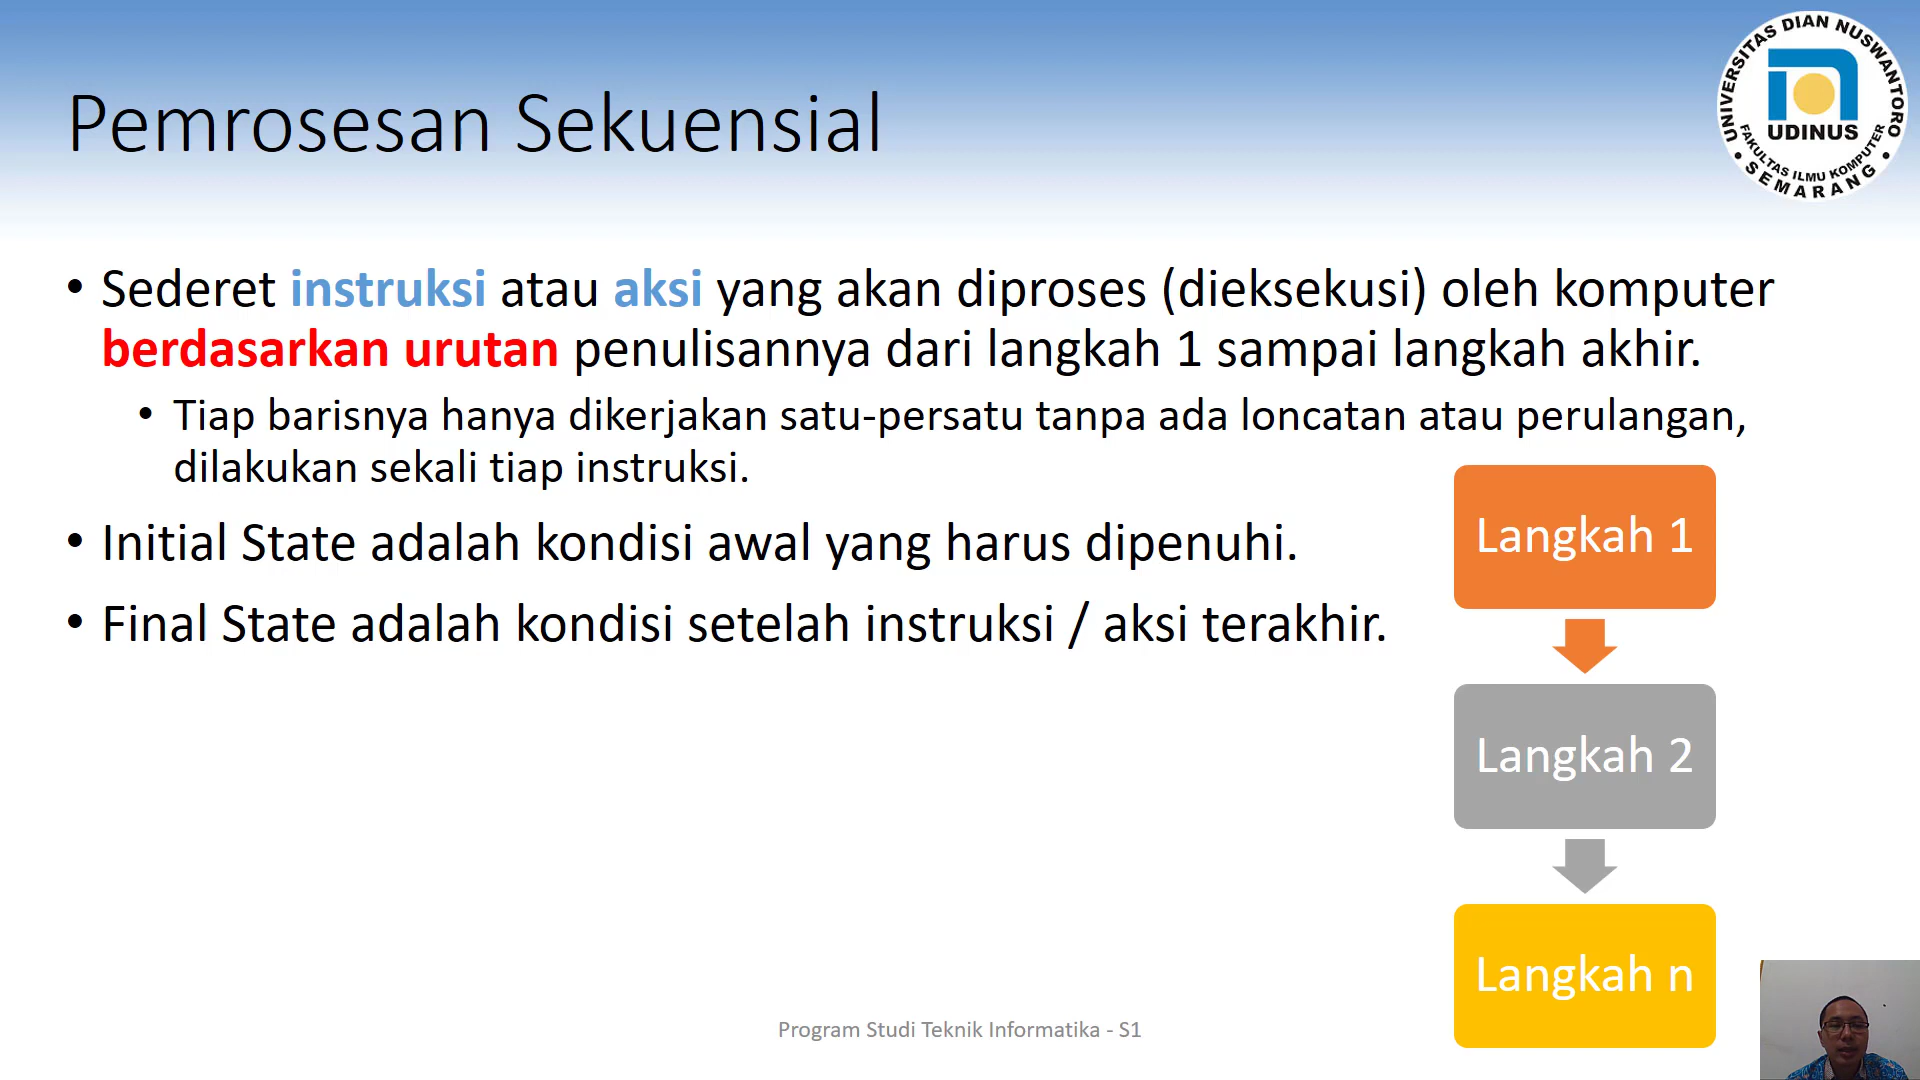 Pemrosesan Sekuensial
UNIVERSITAS DIAN NUSWANTORO
UDINUS
FAKULTAS ILMU KOMPUTER
• SEMARANG •
• Sederet instruksi atau aksi yang akan diproses (dieksekusi) oleh komputer
berdasarkan urutan penulisannya dari langkah 1 sampai langkah akhir.
• Tiap barisnya hanya dikerjakan satu-persatu tanpa ada loncatan atau perulangan,
dilakukan sekali tiap instruksi.
• Initial State adalah kondisi awal yang harus dipenuhi.
• Final State adalah kondisi setelah instruksi / aksi terakhir.
Langkah 1
Langkah 2
Langkah n
Program Studi Teknik Informatika - S1